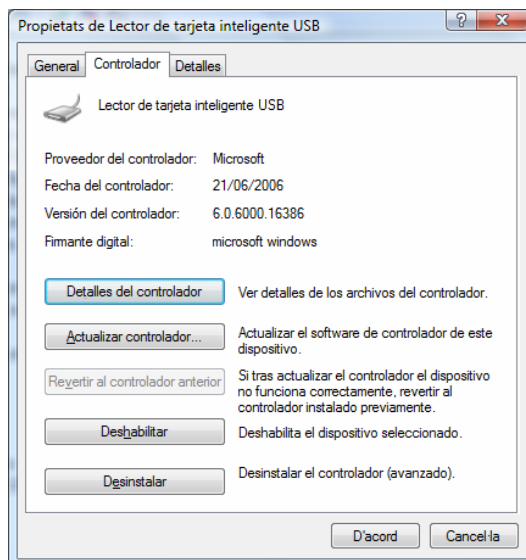 Propietats de Lector de tarjeta inteligente USB
General Controlador Detalles
Lector de tarjeta inteligente USB
Proveedor del controlador: Microsoft
Fecha del controlador: 21/06/2006
Versión del controlador: 6.0.6000.16386
Firmante digital: microsoft windows
Detalles del controlador Ver detalles de los archivos del controlador.
Actualizar controlador... Actualizar el software de controlador de este
dispositivo.
Revertir al controlador anterior Si tras actualizar el controlador el dispositivo
no funciona correctamente, revertir al
controlador instalado previamente.
Deshabilitar Deshabilita el dispositivo seleccionado.
Desinstalar Desinstalar el controlador (avanzado).
D'acord Cancel·la